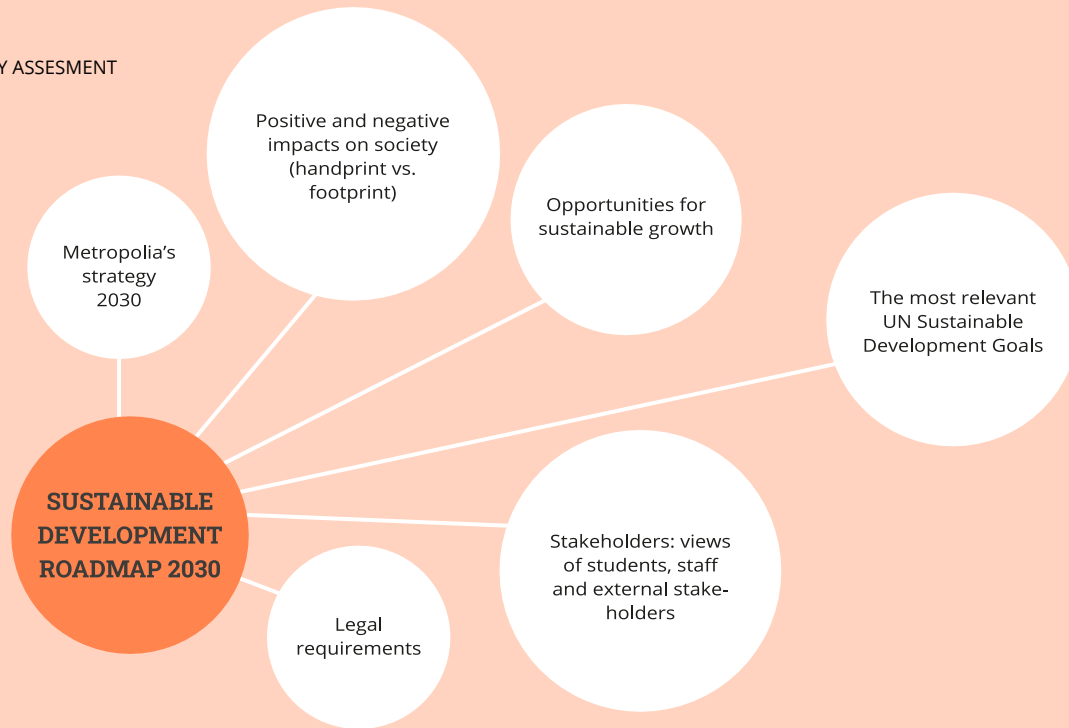 Y ASSESMENT
Positive and negative
impacts on society
(handprint vs.
footprint)
Opportunities for
sustainable growth
Metropolia’s
strategy
2030
The most relevant
UN Sustainable
Development Goals
SUSTAINABLE
DEVELOPMENT
ROADMAP 2030
Stakeholders: views
of students, staff
and external stake-
holders
Legal
requirements